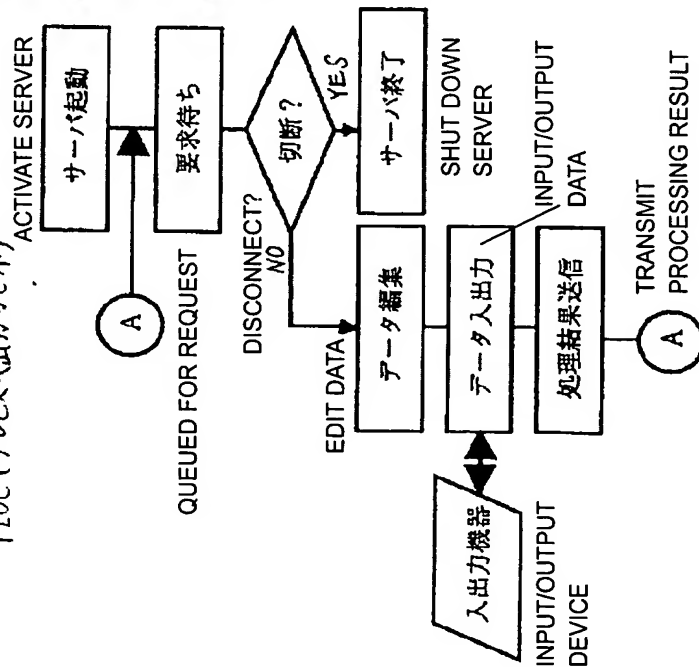 ACTIVATE SERVER
サーバ起動
A
QUEUED FOR REQUEST
要求待ち
DISCONNECT?
切断？
NO
YES
EDIT DATA
データ編集
サーバ終了
SHUT DOWN
SERVER
INPUT/OUTPUT
DATA
データ入出力
入出力機器
INPUT/OUTPUT
DEVICE
処理結果送信
TRANSMIT
PROCESSING RESULT
A